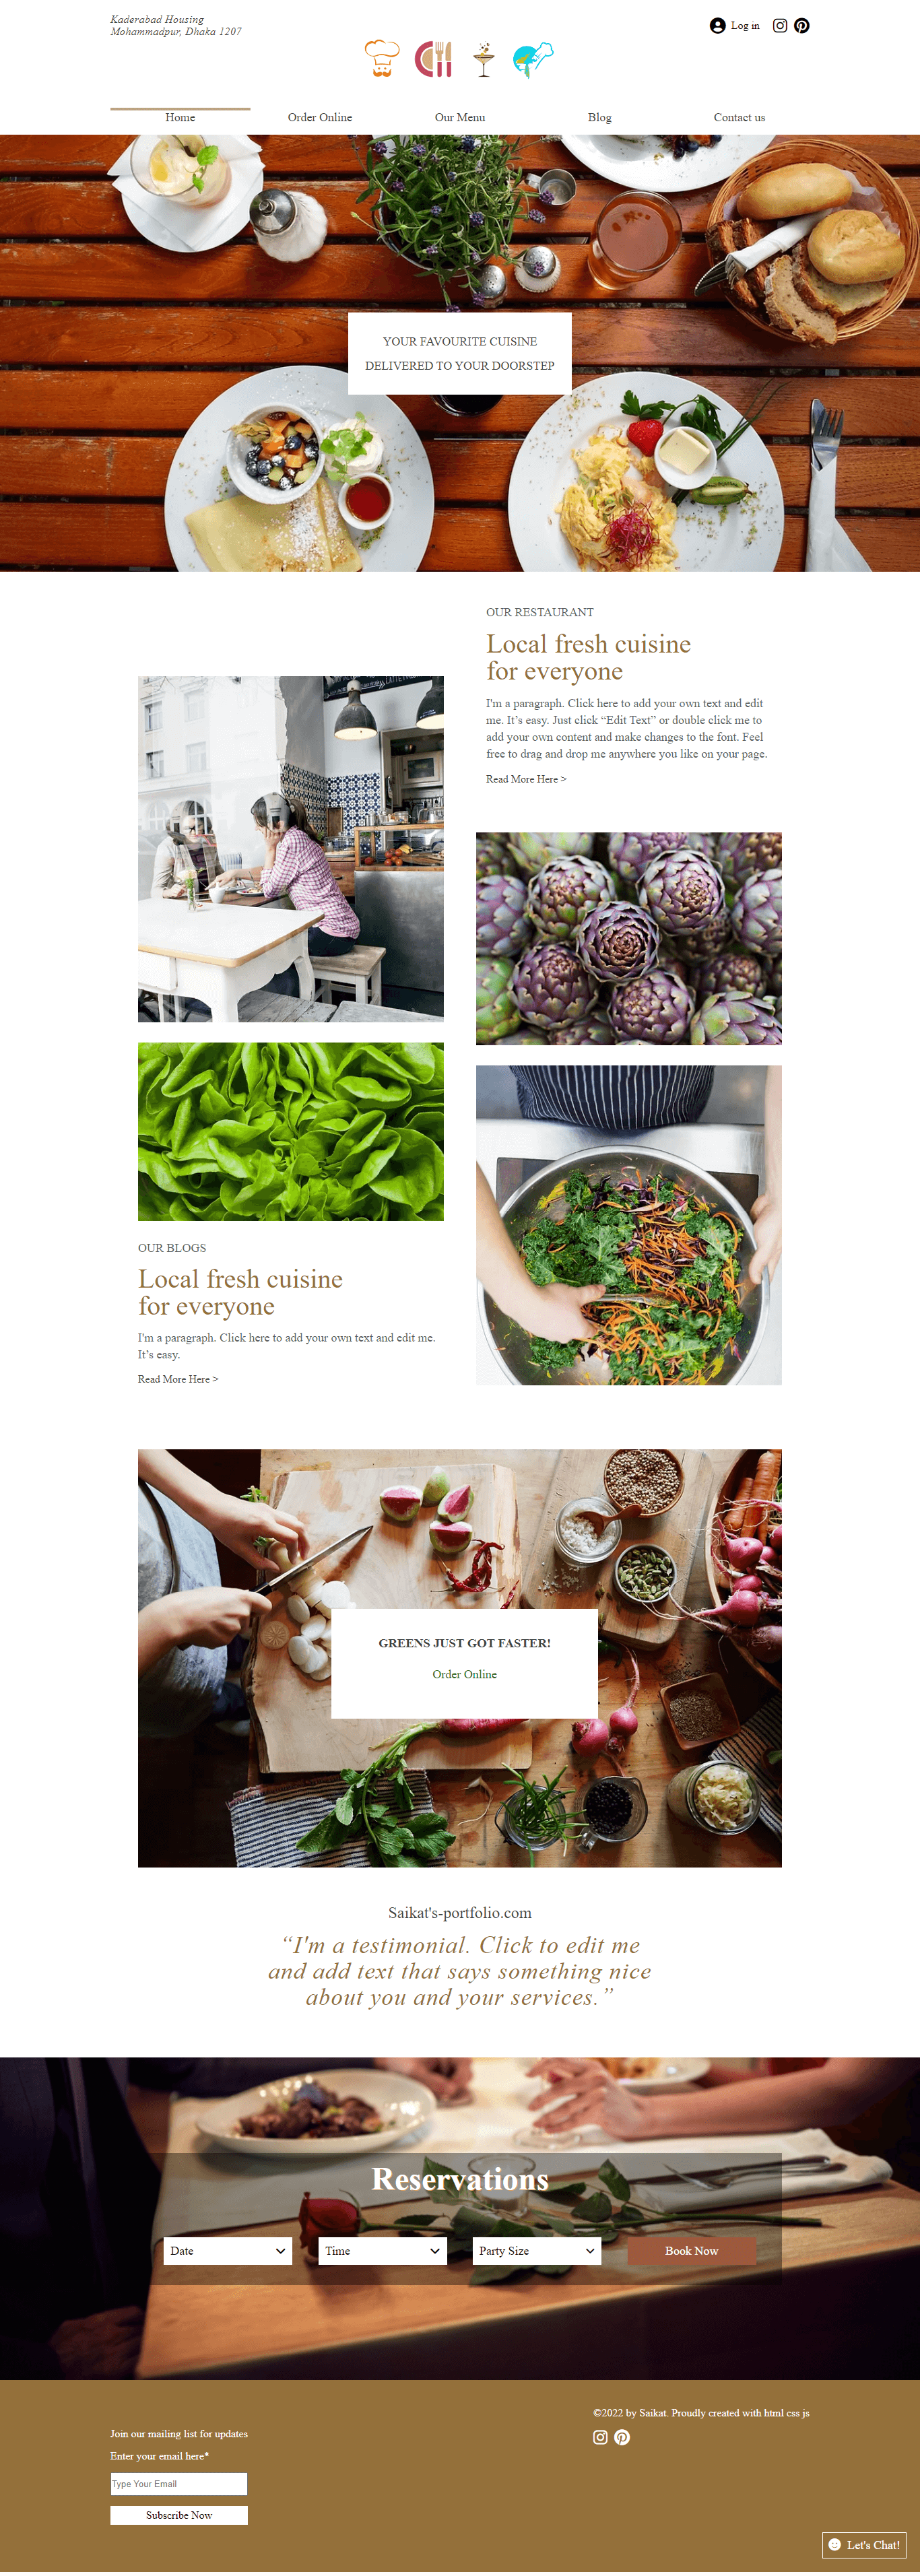 Kaderabad Housing
Mohammadpur, Dhaka 1207
Log in
Home
Order Online
Our Menu
Blog
Contact us
YOUR FAVOURITE CUISINE
DELIVERED TO YOUR DOORSTEP
OUR RESTAURANT
Local fresh cuisine
for everyone
I'm a paragraph. Click here to add your own text and edit
me. It’s easy. Just click “Edit Text” or double click me to
add your own content and make changes to the font. Feel
free to drag and drop me anywhere you like on your page.
Read More Here >
OUR BLOGS
Local fresh cuisine
for everyone
I'm a paragraph. Click here to add your own text and edit me.
It’s easy.
Read More Here >
GREENS JUST GOT FASTER!
Order Online
Saikat's-portfolio.com
“I'm a testimonial. Click to edit me
and add text that says something nice
about you and your services.”
Reservations
Date
Time
Party Size
Book Now
©2022 by Saikat. Proudly created with html css js
Join our mailing list for updates
Enter your email here*
Type Your Email
Subscribe Now
Let's Chat!